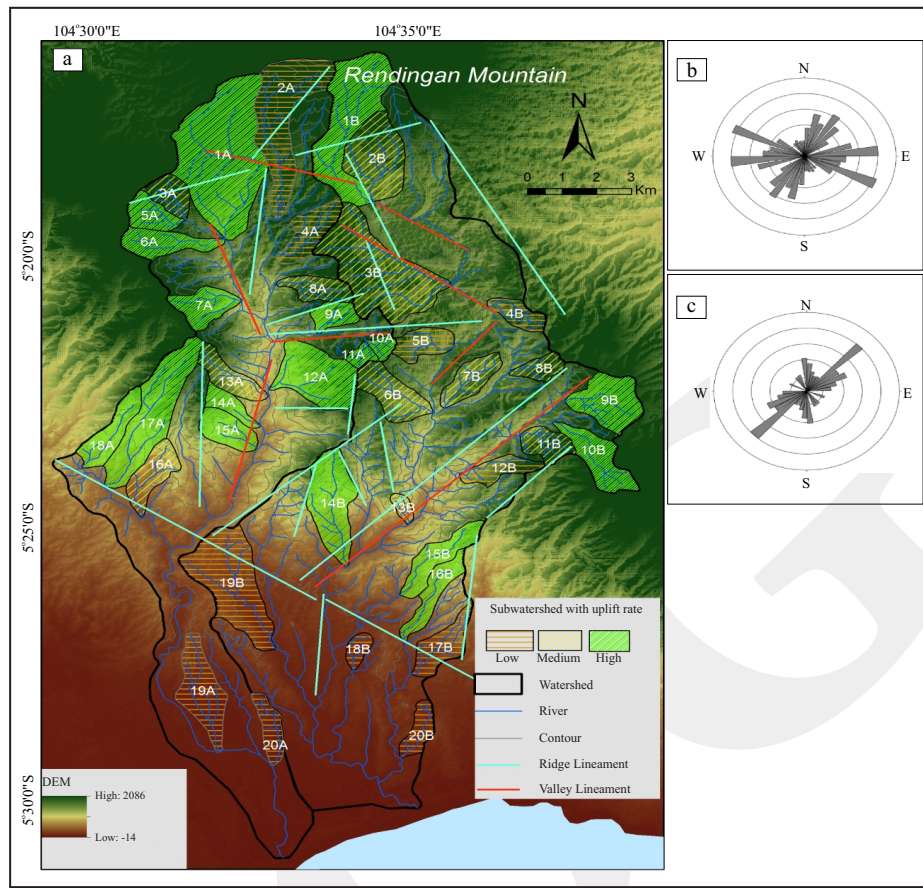 104°30'0"E
104°35'0"E
a
Rendingan Mountain
N
0 1 2 3
Km
2A
1B
1A
2B
3A
5A
4A
6A
3B
8A
7A
9A
4B
10A
5B
11A
12A
8B
7B
13A
6B
9B
14A
17A
15A
11B
10B
18A
16A
12B
14B
13B
15B
16B
19B
18B
17B
19A
20A
20B
5°20'0"S
5°25'0"S
5°30'0"S
Subwatershed with uplift rate
Low
Medium
High
Watershed
River
Contour
Ridge Lineament
Valley Lineament
DEM
High: 2086
Low: -14
b
N
W
E
S
c
N
W
E
S